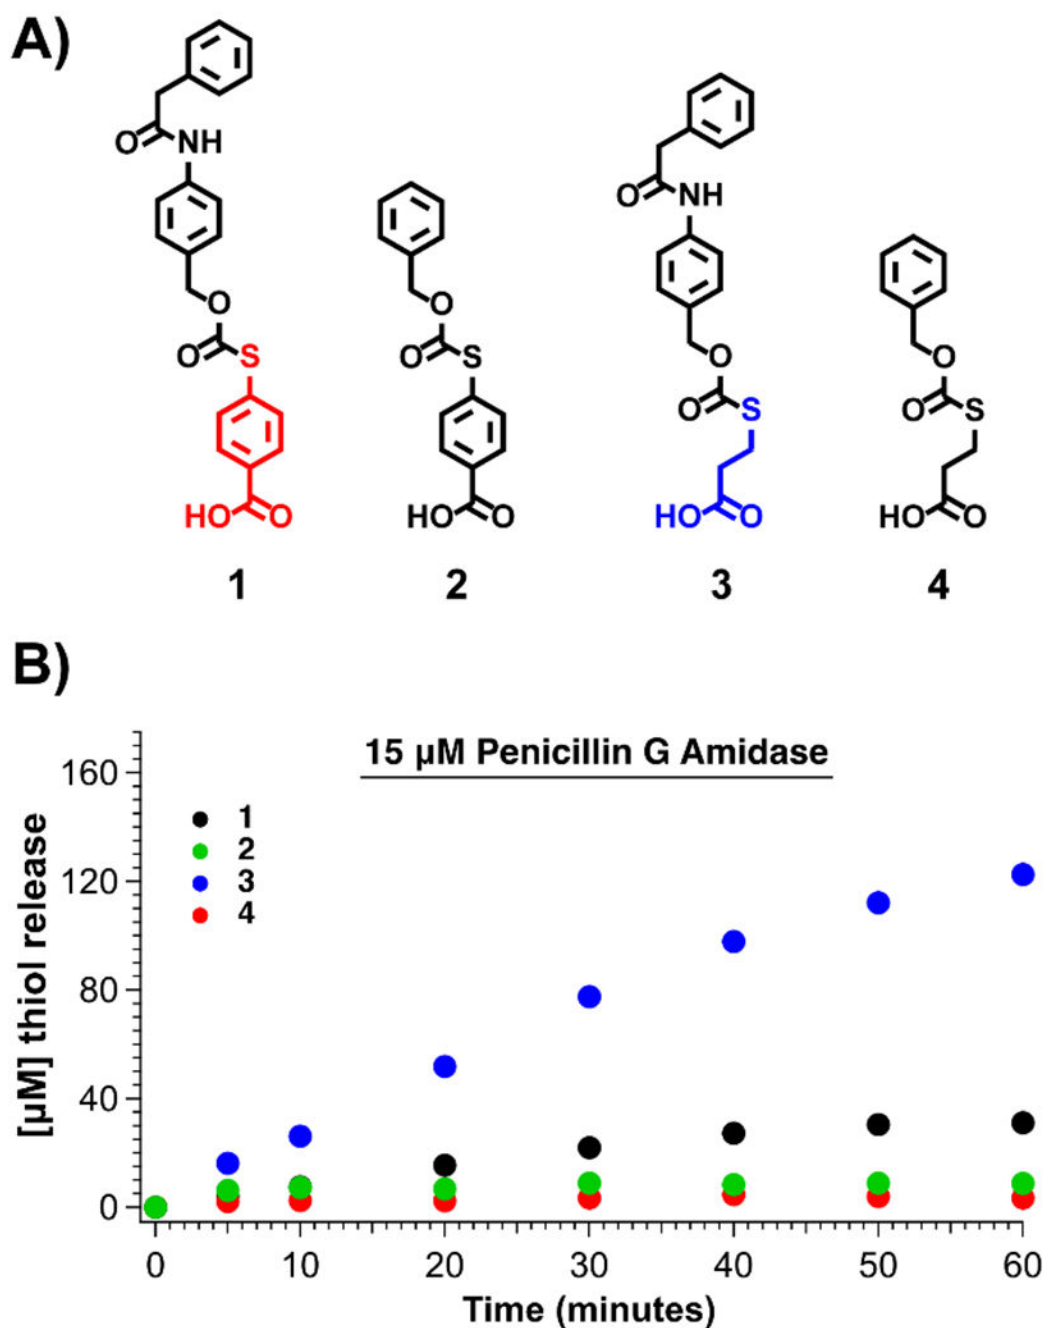 A)
O NH
O
O S
HO O
1
O
O S
HO O
2
O NH
O
O S
HO O
3
O
O S
HO O
4
B)
15 µM Penicillin G Amidase
1
2
3
4
[µM] thiol release
160
120
80
40
0
0 10 20 30 40 50 60
Time (minutes)